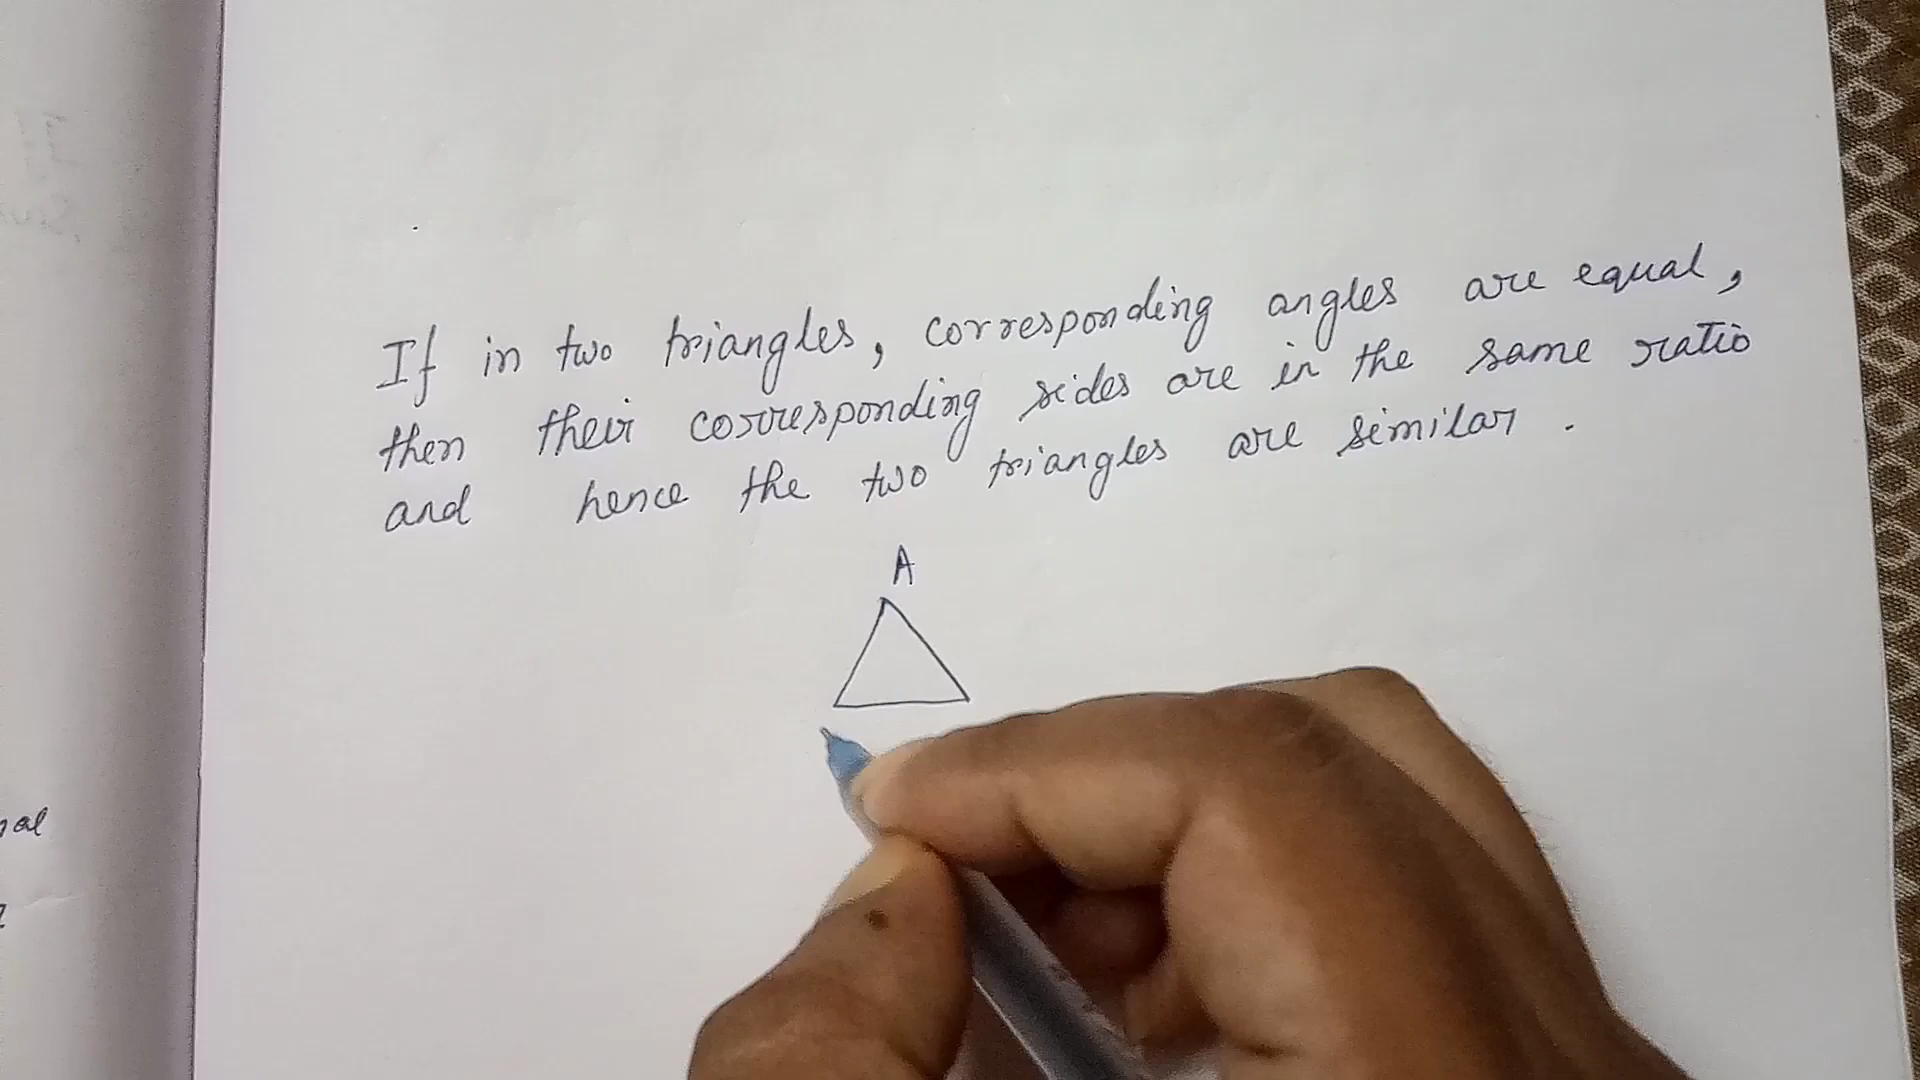 If in two triangles, corresponding angles are equal,
then their corresponding sides are in the same ratio
and hence the two triangles are similar.
A